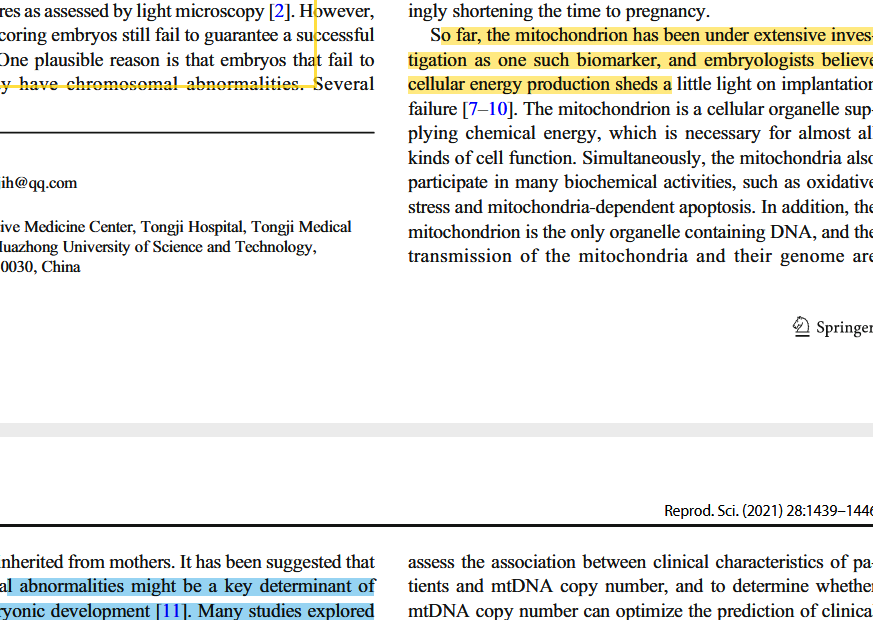 res as assessed by light microscopy [2]. However,
coring embryos still fail to guarantee a successful
One plausible reason is that embryos that fail to
y have chromosomal abnormalities. Several
jih@qq.com
ive Medicine Center, Tongji Hospital, Tongji Medical
Huazhong University of Science and Technology,
0030, China
ingly shortening the time to pregnancy.
So far, the mitochondrion has been under extensive inves-
tigation as one such biomarker, and embryologists believe
cellular energy production sheds a little light on implantation
failure [7–10]. The mitochondrion is a cellular organelle sup-
plying chemical energy, which is necessary for almost al
kinds of cell function. Simultaneously, the mitochondria also
participate in many biochemical activities, such as oxidative
stress and mitochondria-dependent apoptosis. In addition, the
mitochondrion is the only organelle containing DNA, and the
transmission of the mitochondria and their genome are
Springer
Reprod. Sci. (2021) 28:1439–1446
inherited from mothers. It has been suggested that
al abnormalities might be a key determinant of
ryonic development [11]. Many studies explored
assess the association between clinical characteristics of pa-
tients and mtDNA copy number, and to determine whether
mtDNA copy number can optimize the prediction of clinica